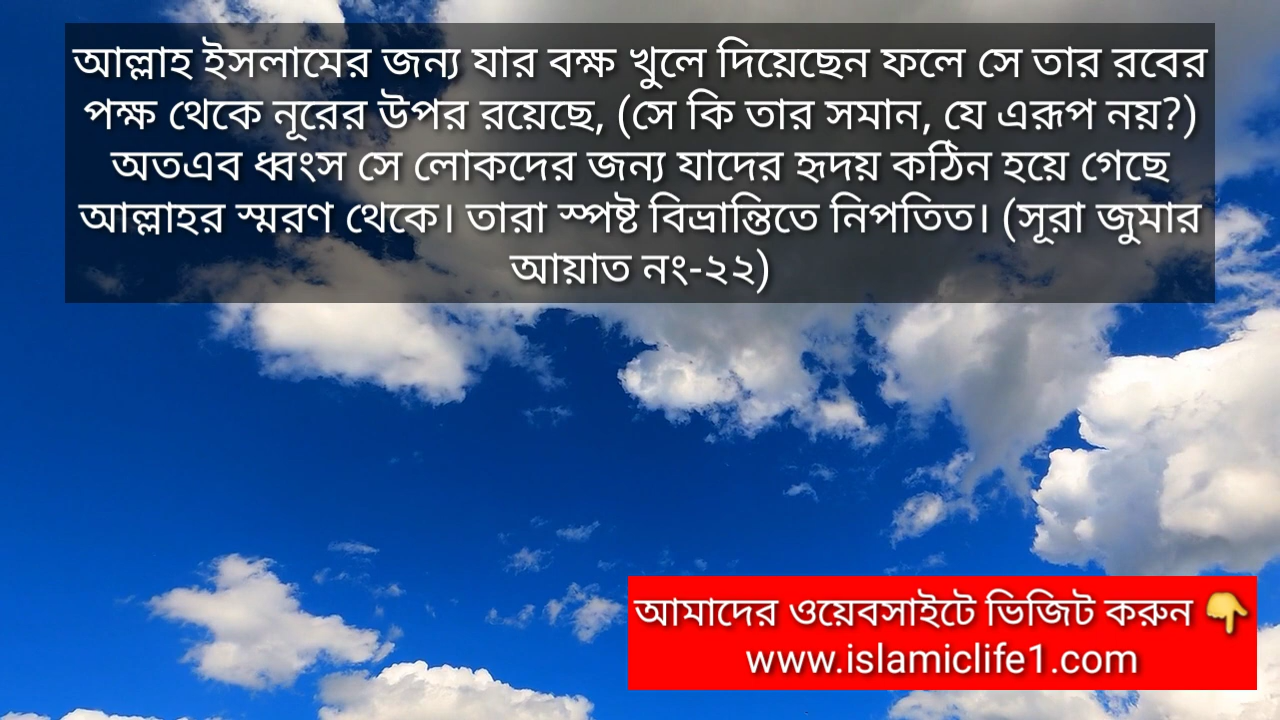 আল্লাহ ইসলামের জন্য যার বক্ষ খুলে দিয়েছেন ফলে সে তার রবের
পক্ষ থেকে নূরের উপর রয়েছে, (সে কি তার সমান, যে এরূপ নয়?)
অতএব ধ্বংস সে লোকদের জন্য যাদের হৃদয় কঠিন হয়ে গেছে
আল্লাহর স্মরণ থেকে। তারা স্পষ্ট বিভ্রান্তিতে নিপতিত। (সূরা জুমার
আয়াত নং-২২)
আমাদের ওয়েবসাইটে ভিজিট করুন 👇
www.islamiclife1.com